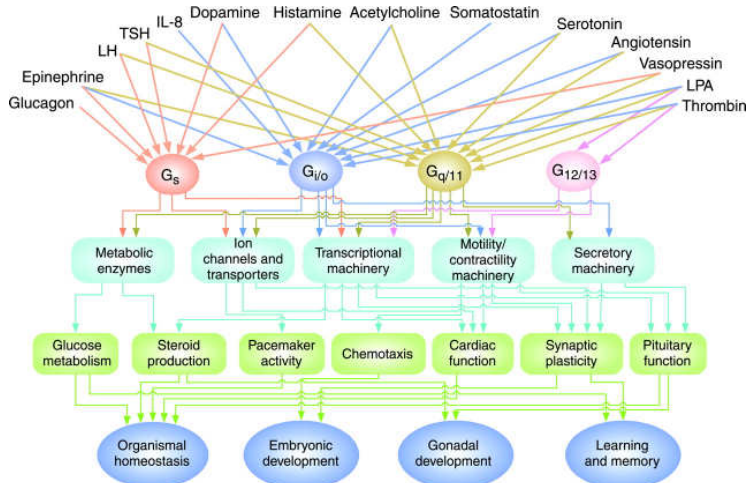 IL-8
Dopamine
Histamine
Acetylcholine
Somatostatin
TSH
Serotonin
LH
Angiotensin
Epinephrine
Vasopressin
LPA
Glucagon
Thrombin
Gs
Gi/o
Gq/11
G12/13
Metabolic
enzymes
Ion
channels and
transporters
Transcriptional
machinery
Motility/
contractility
machinery
Secretory
machinery
Glucose
metabolism
Steroid
production
Pacemaker
activity
Chemotaxis
Cardiac
function
Synaptic
plasticity
Pituitary
function
Organismal
homeostasis
Embryonic
development
Gonadal
development
Learning
and memory